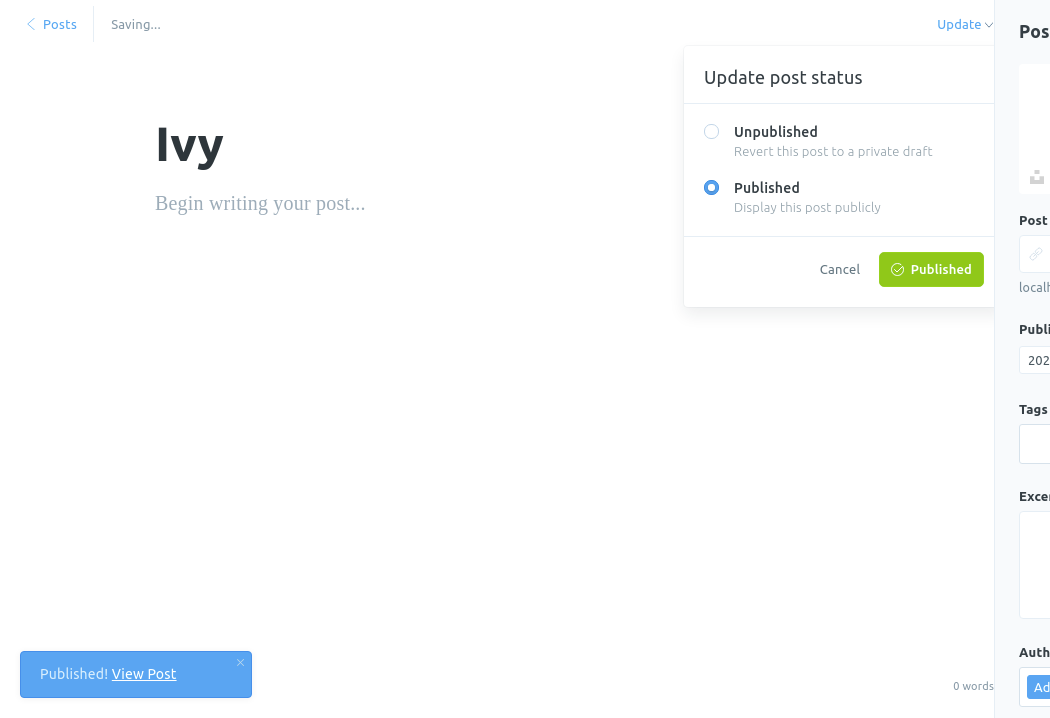 Posts
Saving...
Update
Update post status
Unpublished
Revert this post to a private draft
Published
Display this post publicly
Cancel
Published
Ivy
Begin writing your post...
Published! View Post
0 words
Pos
Post
localh
Publi
202
Tags
Excer
Auth
Ad